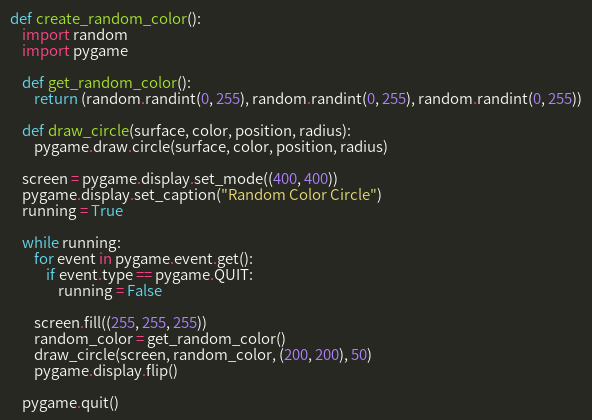 def create_random_color():
    import random
    import pygame

    def get_random_color():
        return (random.randint(0, 255), random.randint(0, 255), random.randint(0, 255))

    def draw_circle(surface, color, position, radius):
        pygame.draw.circle(surface, color, position, radius)

    screen = pygame.display.set_mode((400, 400))
    pygame.display.set_caption("Random Color Circle")
    running = True

    while running:
        for event in pygame.event.get():
            if event.type == pygame.QUIT:
                running = False

        screen.fill((255, 255, 255))
        random_color = get_random_color()
        draw_circle(screen, random_color, (200, 200), 50)
        pygame.display.flip()

    pygame.quit()